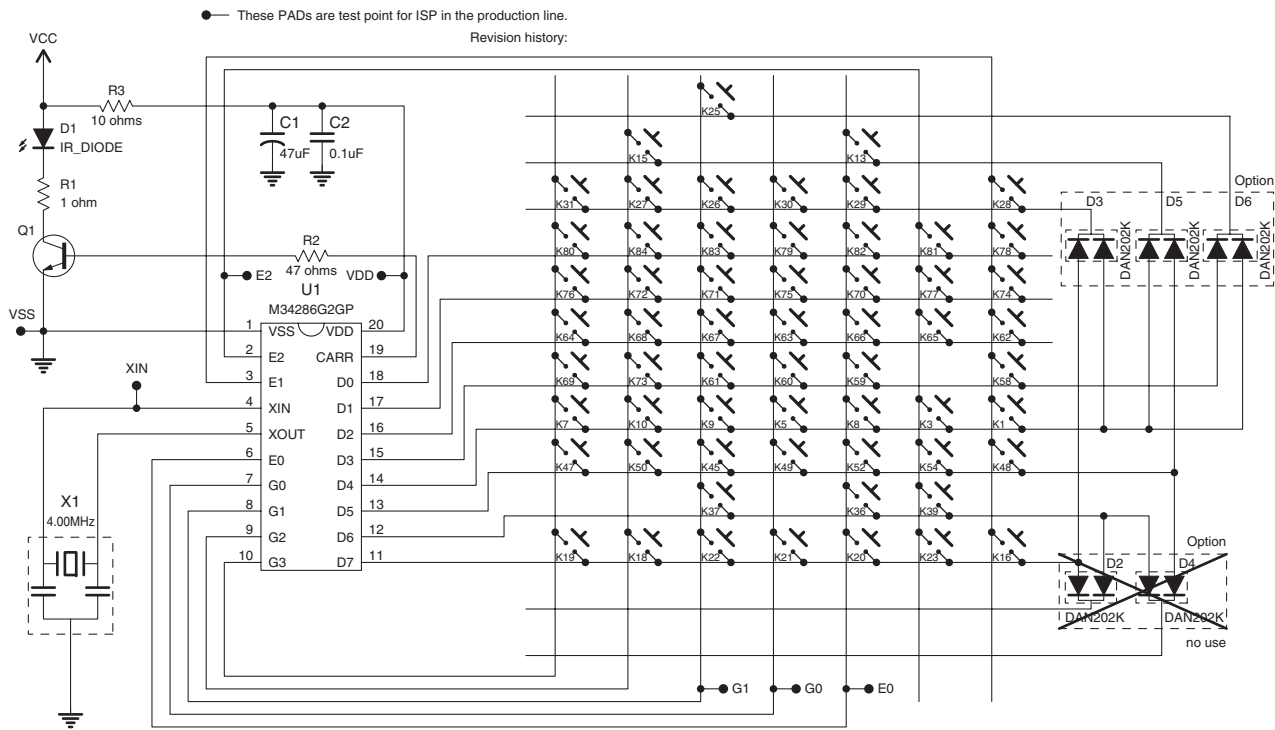 These PADs are test point for ISP in the production line.
Revision history:
VCC
R3
10 ohms
D1
IR_DIODE
C1
47uF
C2
0.1uF
R1
1 ohm
Q1
R2
47 ohms
E2
VDD
U1
M34286G2GP
VSS
XIN
X1
4.00MHz
1 VSS VDD 20
2 E2 CARR 19
3 E1 D0 18
4 XIN D1 17
5 XOUT D2 16
6 E0 D3 15
7 G0 D4 14
8 G1 D5 13
9 G2 D6 12
10 G3 D7 11
K25
K15 K13
K31 K27 K26 K30 K29 K28
K80 K84 K83 K79 K82 K81 K78
K76 K72 K71 K75 K70 K77 K74
K64 K68 K67 K63 K66 K65 K62
K69 K73 K61 K60 K59 K58
K7 K10 K9 K5 K8 K3 K1
K47 K50 K45 K49 K52 K54 K48
K37 K36 K39
K19 K18 K22 K21 K20 K23 K16
G1 G0 E0
Option
D3 D5 D6
DAN202K DAN202K DAN202K
Option
D2 D4
DAN202K DAN202K
no use